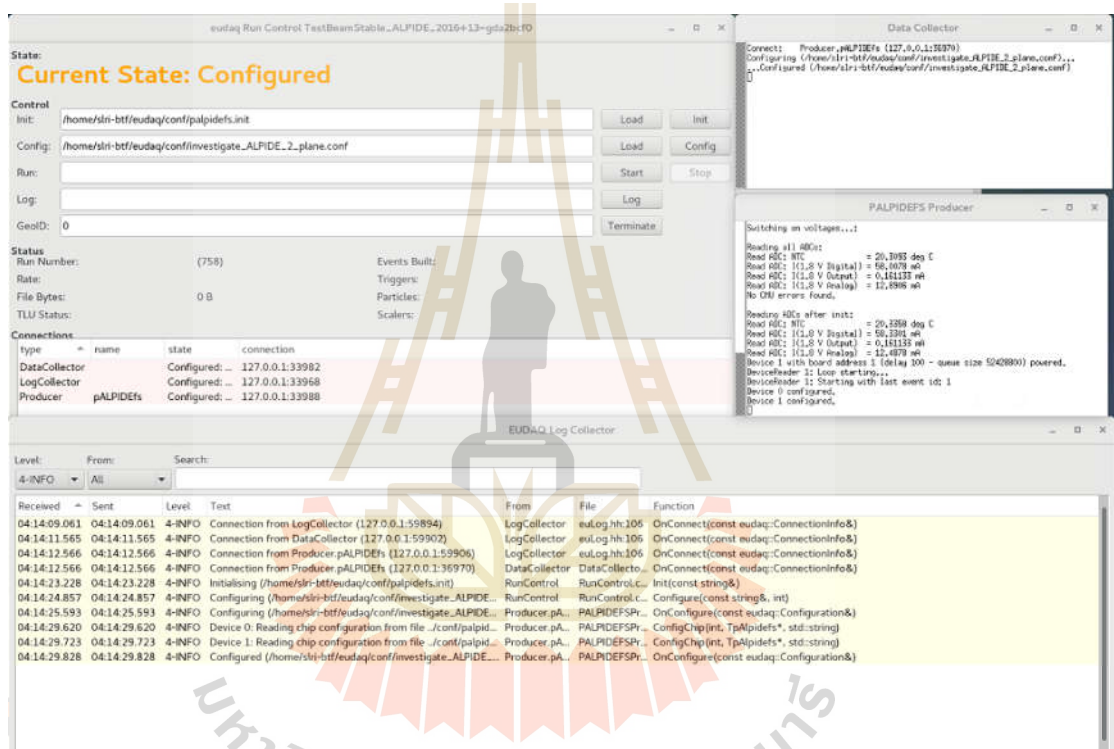 eudaq Run Control TestBeamStable_ALPIDE_2016+13~gda2bcf0
State:
Current State: Configured
Control
Init: /home/slri-btf/eudaq/conf/palpidefs.init Load Init
Config: /home/slri-btf/eudaq/conf/investigate_ALPIDE_2_plane.conf Load Config
Run: Start Stop
Log: Log
GeoID: 0 Terminate
Status
Run Number: (758) Events Built:
Rate: Triggers:
File Bytes: 0 B Particles:
TLU Status: Scalers:
Connections
type name state connection
DataCollector Configured: ... 127.0.0.1:33982
LogCollector Configured: ... 127.0.0.1:33968
Producer pALPIDEfs Configured: ... 127.0.0.1:33988
Data Collector
Connect: Producer.pALPIDEfs (127.0.0.1:36970)
Configuring (/home/slri-btf/eudaq/conf/investigate_ALPIDE_2_plane.conf)...
...Configured (/home/slri-btf/eudaq/conf/investigate_ALPIDE_2_plane.conf)
PALPIDEFS Producer
Switching on voltages...:
Reading all ADCs:
Read ADC: NTC = 20.3093 deg C
Read ADC: I(1.8 V Digital) = 58.0078 mA
Read ADC: I(1.8 V Output) = 0.161133 mA
Read ADC: I(1.8 V Analog) = 12.8906 mA
No CMU errors found.
Reading ADCs after init:
Read ADC: NTC = 20.3358 deg C
Read ADC: I(1.8 V Digital) = 58.3301 mA
Read ADC: I(1.8 V Output) = 0.161133 mA
Read ADC: I(1.8 V Analog) = 12.4878 mA
Device 1 with board address 1 (delay 100 - queue size 52428800) powered.
DeviceReader 1: Loop starting...
DeviceReader 1: Starting with last event id: 1
Device 0 configured.
Device 1 configured.
EUDAQ Log Collector
Level: From: Search:
4-INFO All
Received Sent Level Text From File Function
04:14:09.061 04:14:09.061 4-INFO Connection from LogCollector (127.0.0.1:59894) LogCollector euLog.hh:106 OnConnect(const eudaq::ConnectionInfo&)
04:14:11.565 04:14:11.565 4-INFO Connection from DataCollector (127.0.0.1:59902) LogCollector euLog.hh:106 OnConnect(const eudaq::ConnectionInfo&)
04:14:12.566 04:14:12.566 4-INFO Connection from Producer.pALPIDEfs (127.0.0.1:59906) LogCollector euLog.hh:106 OnConnect(const eudaq::ConnectionInfo&)
04:14:12.566 04:14:12.566 4-INFO Connection from Producer.pALPIDEfs (127.0.0.1:36970) DataCollector DataCollecto... OnConnect(const eudaq::ConnectionInfo&)
04:14:23.228 04:14:23.228 4-INFO Initialising (/home/slri-btf/eudaq/conf/palpidefs.init) RunControl RunControl.c... Init(const string&)
04:14:24.857 04:14:24.857 4-INFO Configuring (/home/slri-btf/eudaq/conf/investigate_ALPIDE... RunControl RunControl.c... Configure(const string&, int)
04:14:25.593 04:14:25.593 4-INFO Configuring (/home/slri-btf/eudaq/conf/investigate_ALPIDE... Producer.pA... PALPIDEFSPr... OnConfigure(const eudaq::Configuration&)
04:14:29.620 04:14:29.620 4-INFO Device 0: Reading chip configuration from file ../conf/palpid... Producer.pA... PALPIDEFSPr... ConfigChip(int, TpAlpidefs*, std::string)
04:14:29.723 04:14:29.723 4-INFO Device 1: Reading chip configuration from file ../conf/palpid... Producer.pA... PALPIDEFSPr... ConfigChip(int, TpAlpidefs*, std::string)
04:14:29.828 04:14:29.828 4-INFO Configured (/home/slri-btf/eudaq/conf/investigate_ALPIDE_... Producer.pA... PALPIDEFSPr... OnConfigure(const eudaq::Configuration&)